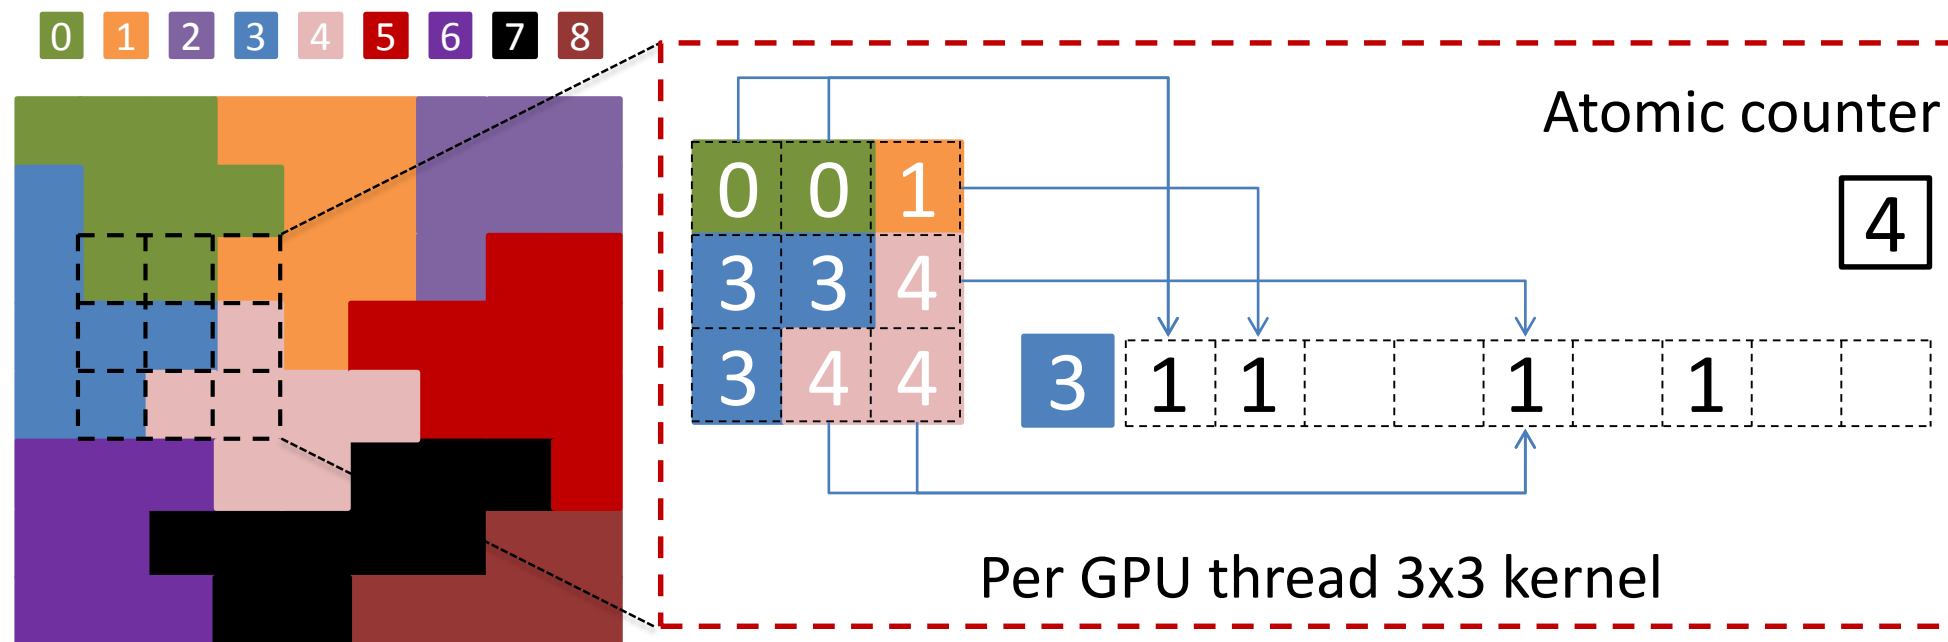 0 1 2 3 4 5 6 7 8
Atomic counter
4
0 0 1
3 3 4
3 4 4
3 1 1 1 1
Per GPU thread 3x3 kernel